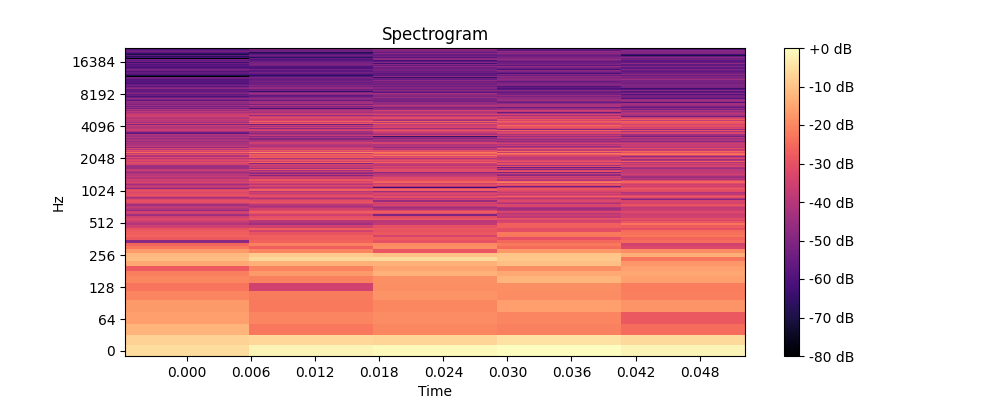 Spectrogram
Hz
16384
8192
4096
2048
1024
512
256
128
64
0
0.000 0.006 0.012 0.018 0.024 0.030 0.036 0.042 0.048
Time
+0 dB
-10 dB
-20 dB
-30 dB
-40 dB
-50 dB
-60 dB
-70 dB
-80 dB